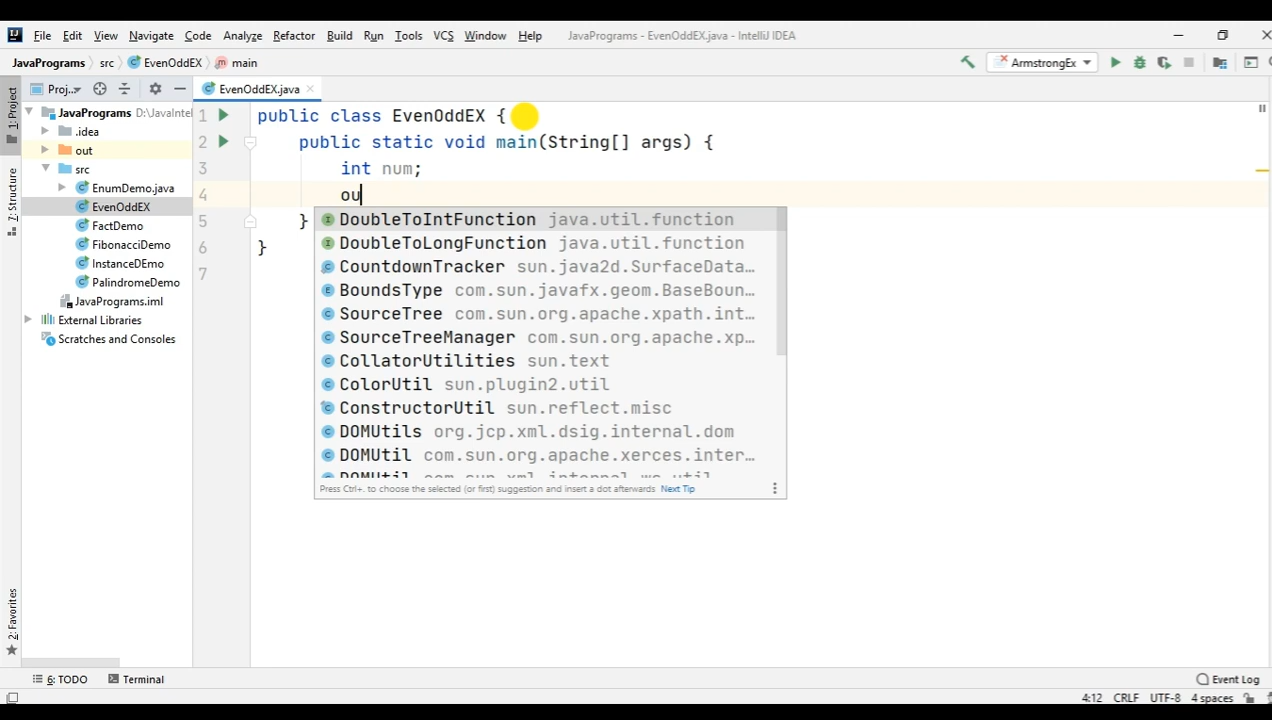 File Edit View Navigate Code Analyze Refactor Build Run Tools VCS Window Help JavaPrograms - EvenOddEX.java - IntelliJ IDEA
JavaPrograms src EvenOddEX main ArmstrongEx
Proj... EvenOddEX.java
1: Project
Z: Structure
2: Favorites
JavaPrograms D:\JavaIntel
.idea
out
src
EnumDemo.java
EvenOddEX
FactDemo
FibonacciDemo
InstanceDEmo
PalindromeDemo
JavaPrograms.iml
External Libraries
Scratches and Consoles
1 public class EvenOddEX {
2 public static void main(String[] args) {
3 int num;
4 ou
5 }
6 }
7
DoubleToIntFunction java.util.function
DoubleToLongFunction java.util.function
CountdownTracker sun.java2d.SurfaceData…
BoundsType com.sun.javafx.geom.BaseBoun…
SourceTree com.sun.org.apache.xpath.int…
SourceTreeManager com.sun.org.apache.xp…
CollatorUtilities sun.text
ColorUtil sun.plugin2.util
ConstructorUtil sun.reflect.misc
DOMUtils org.jcp.xml.dsig.internal.dom
DOMUtil com.sun.org.apache.xerces.inter…
Press Ctrl+. to choose the selected (or first) suggestion and insert a dot afterwards Next Tip
6: TODO Terminal Event Log
4:12 CRLF UTF-8 4 spaces